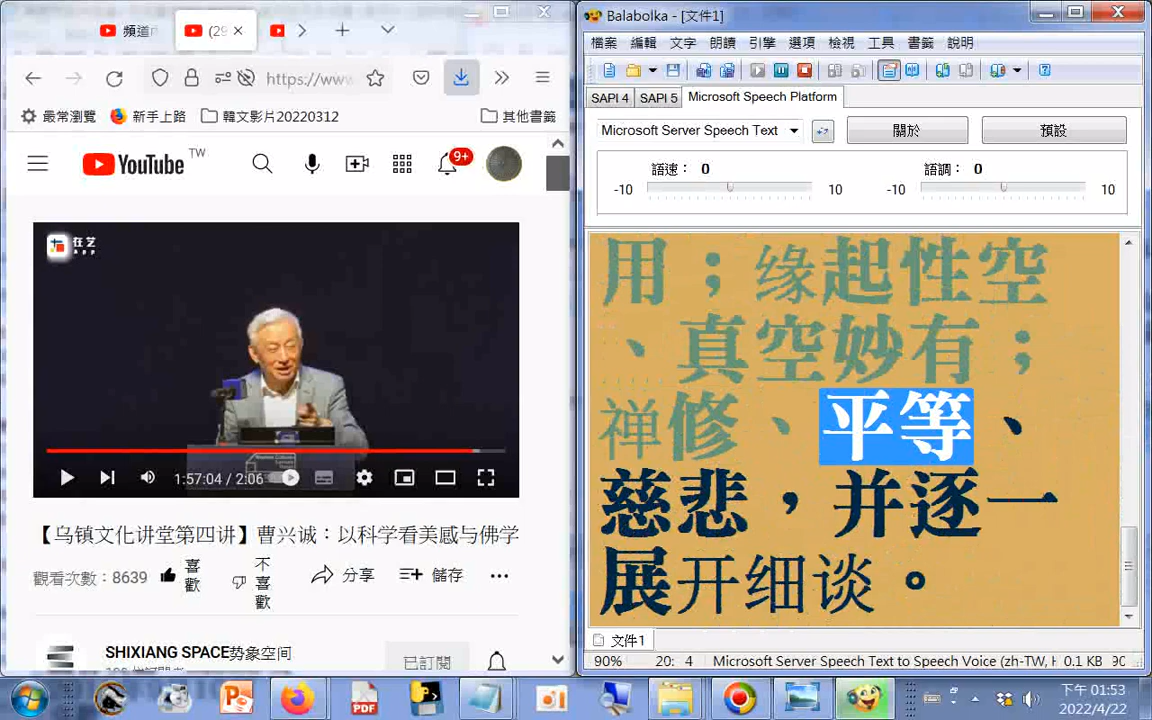 頻道
(29
https://www
最常瀏覽
新手上路
韓文影片20220312
其他書籤
YouTube TW
9+
在艺
APP
1:57:04 / 2:06
【乌镇文化讲堂第四讲】曹兴诚：以科学看美感与佛学
觀看次數：8639
喜歡
不喜歡
分享
儲存
SHIXIANG SPACE势象空间
已訂閱
Balabolka - [文件1]
檔案 編輯 文字 朗讀 引擎 選項 檢視 工具 書籤 說明
SAPI 4 SAPI 5 Microsoft Speech Platform
Microsoft Server Speech Text
關於
預設
語速： 0
語調： 0
-10 10 -10 10
用；缘起性空
、真空妙有；
禅修、平等、
慈悲，并逐一
展开细谈。
文件1
90% 20: 4 Microsoft Server Speech Text to Speech Voice (zh-TW, 0.1 KB
下午 01:53
2022/4/22